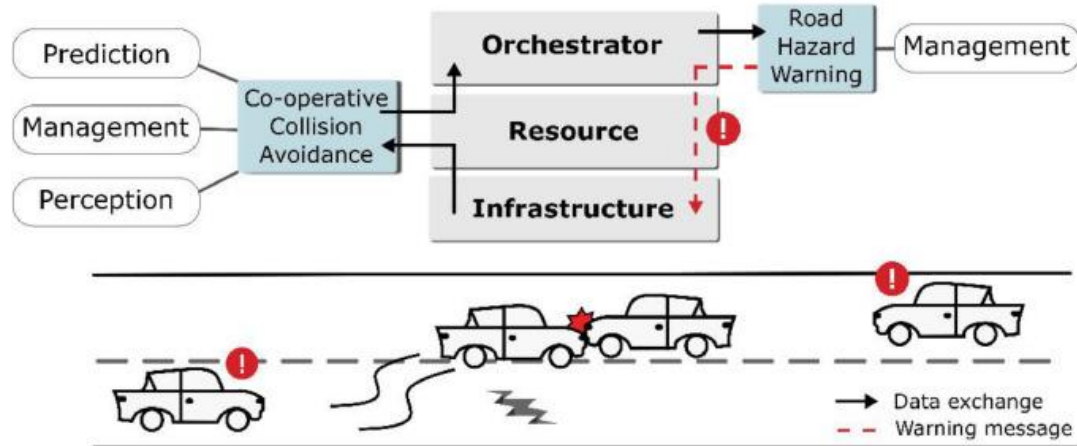 Prediction
Management
Perception
Co-operative
Collision
Avoidance
Orchestrator
Resource
Infrastructure
Road
Hazard
Warning
Management
!
!
!
Data exchange
Warning message